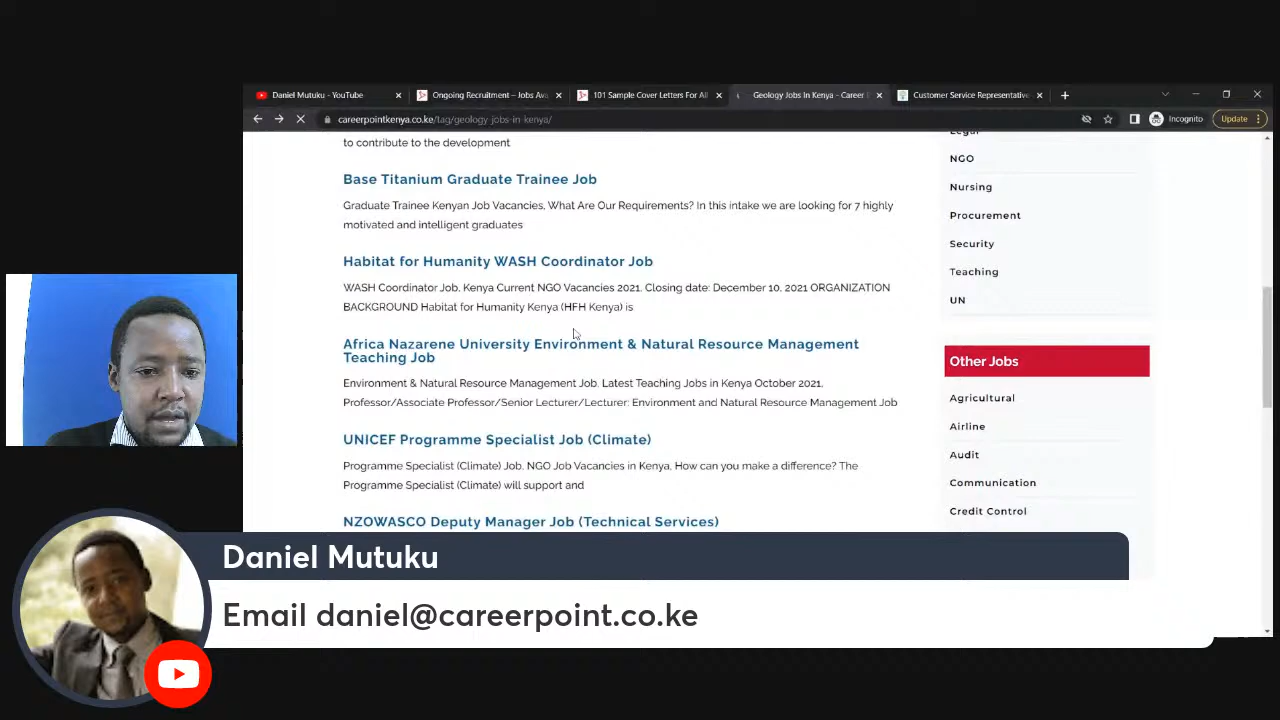 Daniel Mutuku - YouTube
Ongoing Recruitment – Jobs Ava
101 Sample Cover Letters For All
Geology Jobs In Kenya - Career
Customer Service Representative
careerpointkenya.co.ke/tag/geology-jobs-in-kenya/
Incognito
Update
to contribute to the development
Base Titanium Graduate Trainee Job
Graduate Trainee Kenyan Job Vacancies, What Are Our Requirements? In this intake we are looking for 7 highly
motivated and intelligent graduates
Habitat for Humanity WASH Coordinator Job
WASH Coordinator Job, Kenya Current NGO Vacancies 2021, Closing date: December 10, 2021 ORGANIZATION
BACKGROUND Habitat for Humanity Kenya (HFH Kenya) is
Africa Nazarene University Environment & Natural Resource Management
Teaching Job
Environment & Natural Resource Management Job, Latest Teaching Jobs in Kenya October 2021,
Professor/Associate Professor/Senior Lecturer/Lecturer: Environment and Natural Resource Management Job
UNICEF Programme Specialist Job (Climate)
Programme Specialist (Climate) Job, NGO Job Vacancies in Kenya, How can you make a difference? The
Programme Specialist (Climate) will support and
NZOWASCO Deputy Manager Job (Technical Services)
Legal
NGO
Nursing
Procurement
Security
Teaching
UN
Other Jobs
Agricultural
Airline
Audit
Communication
Credit Control
Daniel Mutuku
Email daniel@careerpoint.co.ke